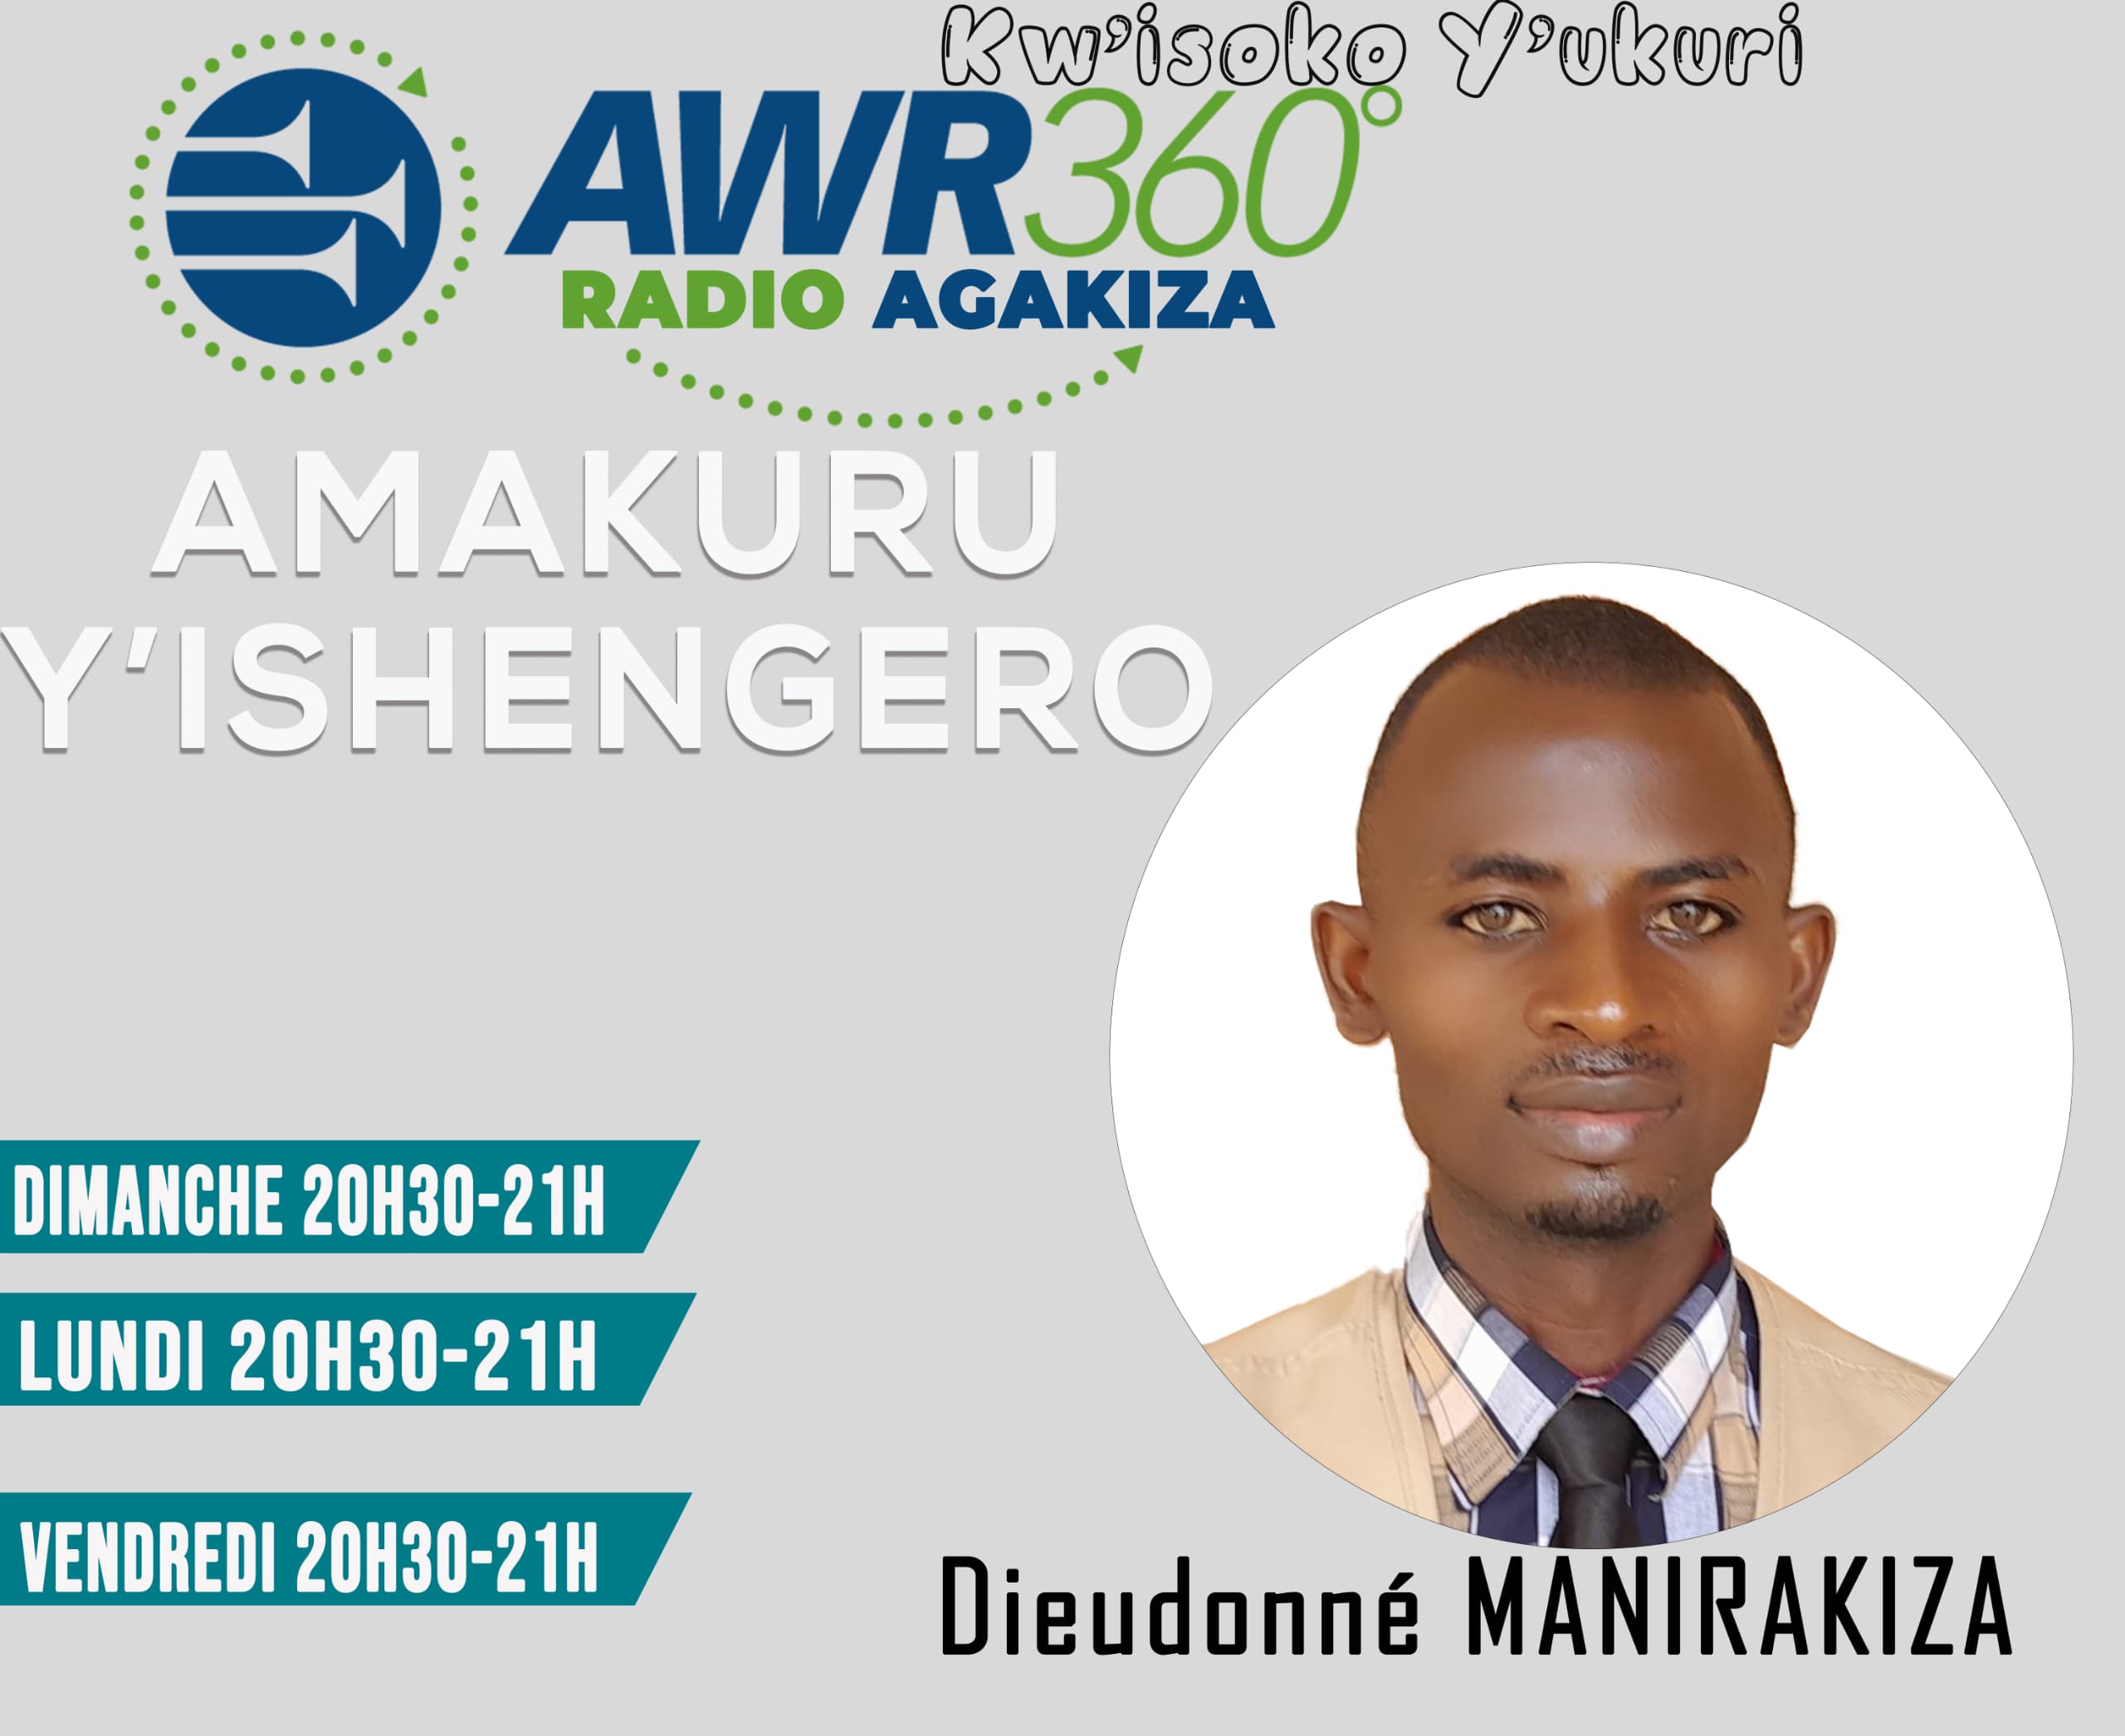 Kw'isoko Y'ukuri
AWR360°
RADIO AGAKIZA
AMAKURU
Y'ISHENGERO
DIMANCHE 20H30-21H
LUNDI 20H30-21H
VENDREDI 20H30-21H
Dieudonné MANIRAKIZA